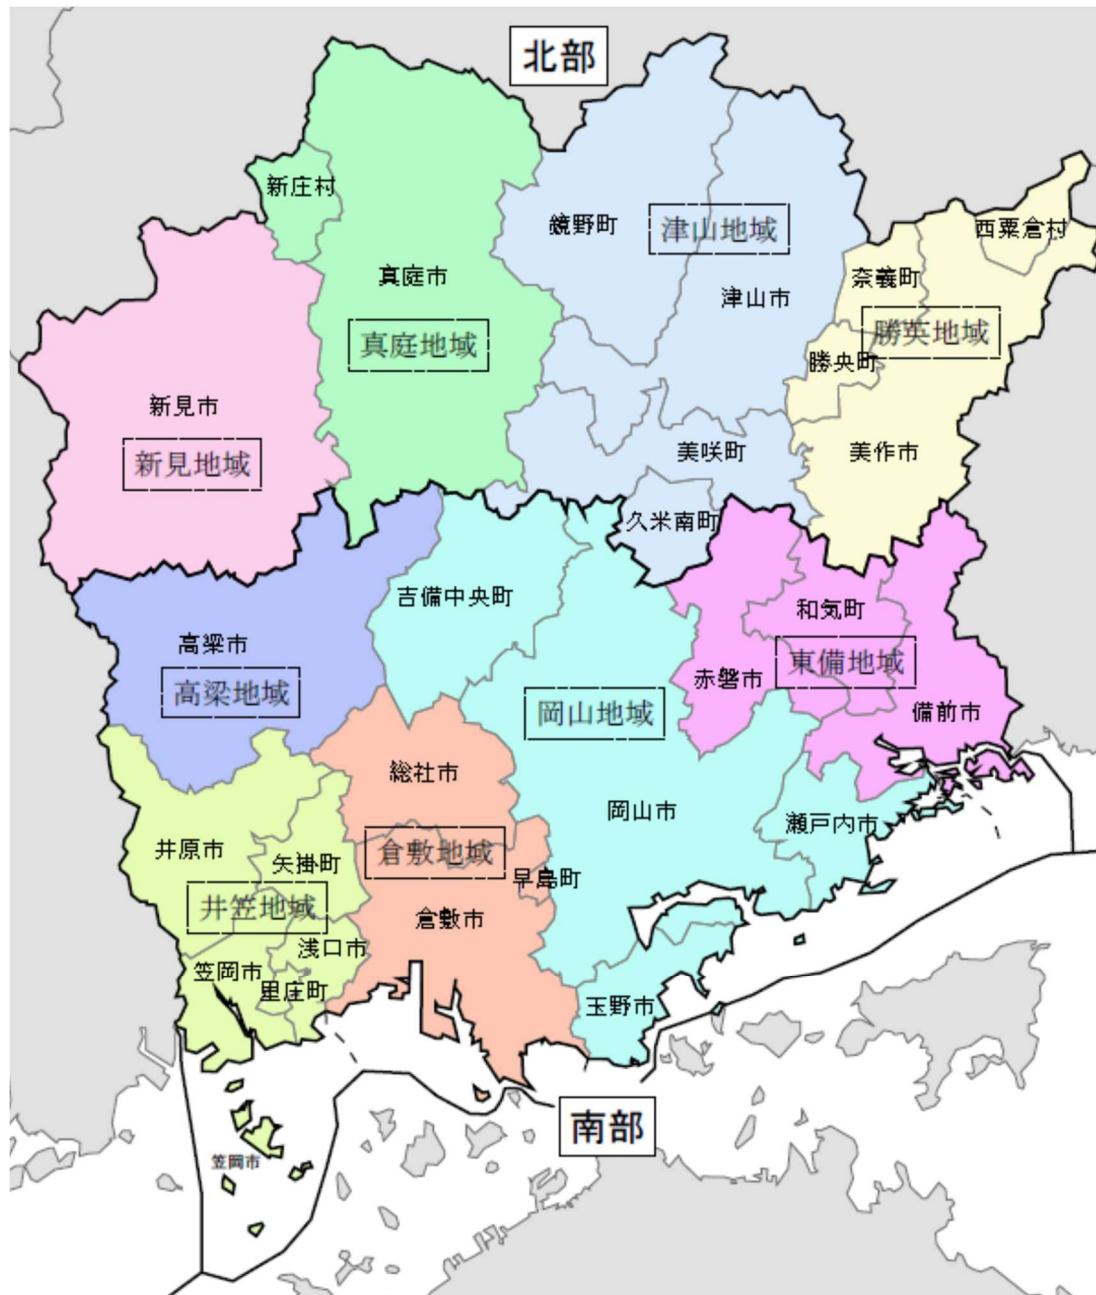 北部
新庄村
鏡野町
津山地域
西粟倉村
真庭市
奈義町
津山市
真庭地域
勝英地域
勝央町
新見市
新見地域
美咲町
美作市
久米南町
吉備中央町
和気町
高梁市
東備地域
高梁地域
赤磐市
岡山地域
備前市
総社市
岡山市
瀬戸内市
井原市
矢掛町
倉敷地域
早島町
井笠地域
倉敷市
浅口市
笠岡市
里庄町
玉野市
南部
笠岡市